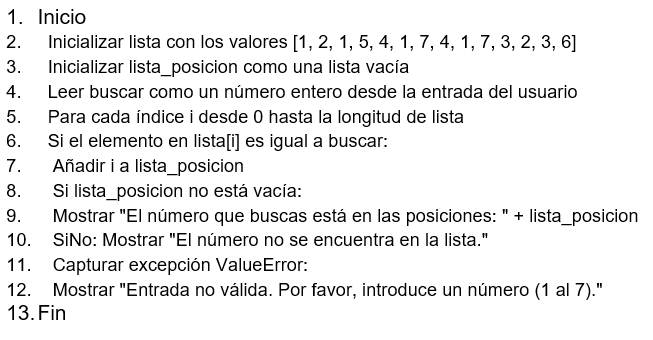 1. Inicio
2. Inicializar lista con los valores [1, 2, 1, 5, 4, 1, 7, 4, 1, 7, 3, 2, 3, 6]
3. Inicializar lista_posicion como una lista vacía
4. Leer buscar como un número entero desde la entrada del usuario
5. Para cada índice i desde 0 hasta la longitud de lista
6. Si el elemento en lista[i] es igual a buscar:
7. Añadir i a lista_posicion
8. Si lista_posicion no está vacía:
9. Mostrar "El número que buscas está en las posiciones: " + lista_posicion
10. SiNo: Mostrar "El número no se encuentra en la lista."
11. Capturar excepción ValueError:
12. Mostrar "Entrada no válida. Por favor, introduce un número (1 al 7)."
13. Fin